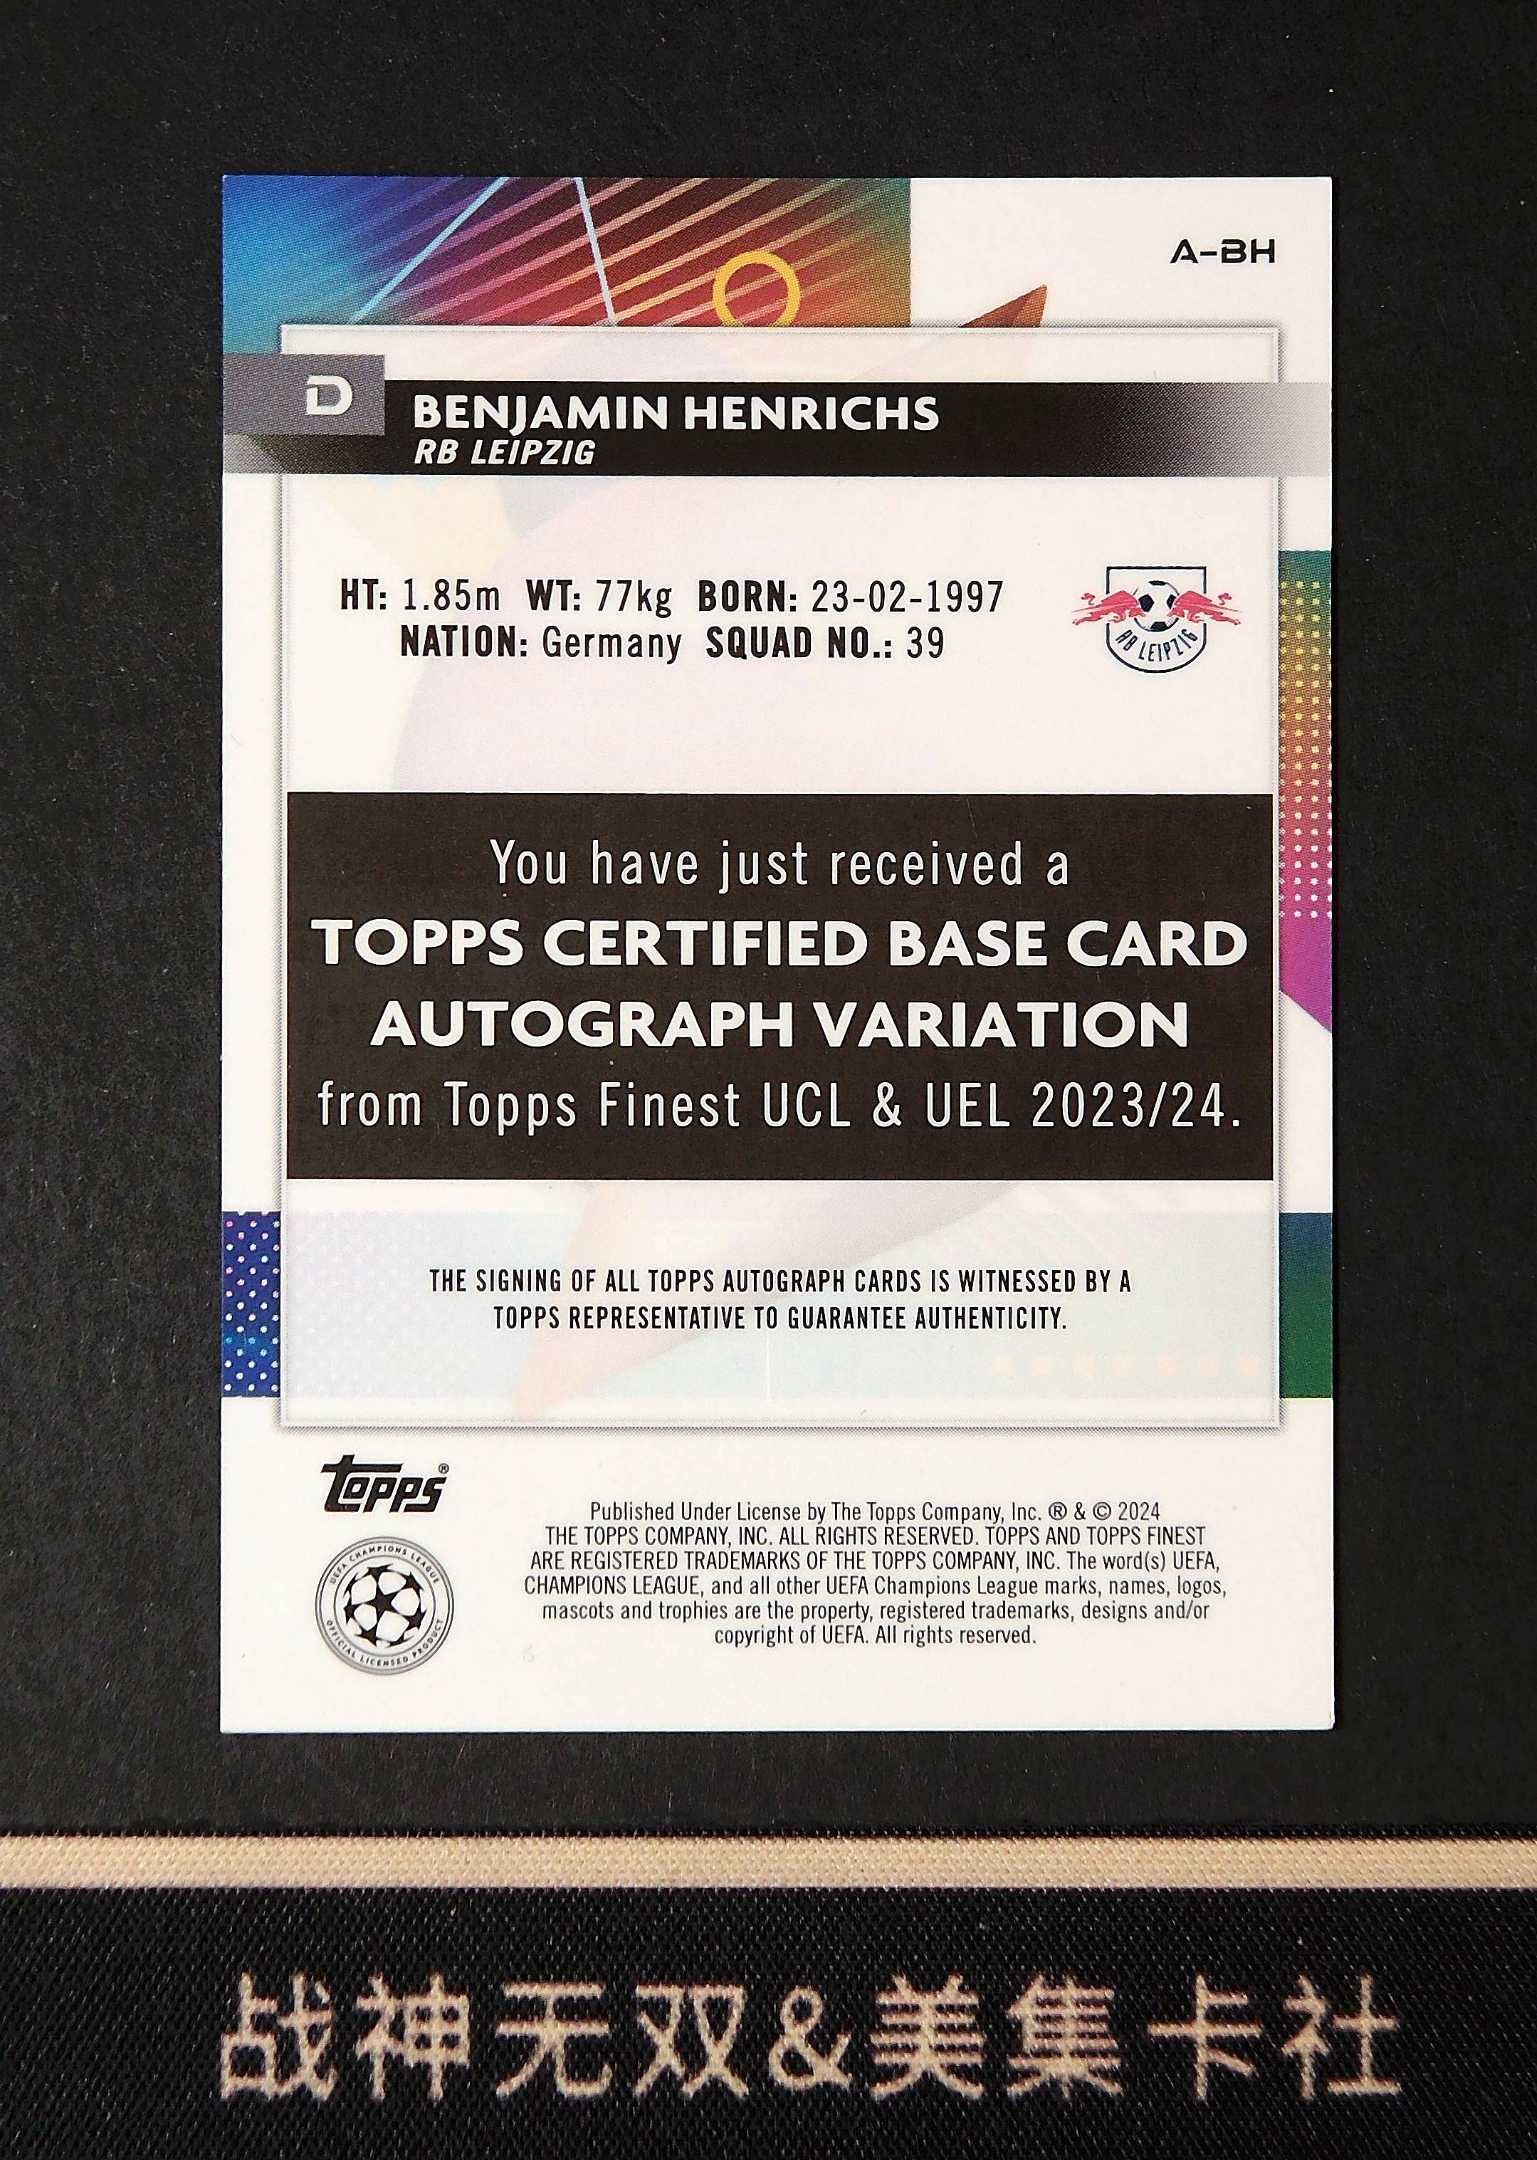 A-BH
D
BENJAMIN HENRICHS
RB LEIPZIG
HT: 1.85m WT: 77kg BORN: 23-02-1997
NATION: Germany SQUAD NO.: 39
RB LEIPZIG
You have just received a
TOPPS CERTIFIED BASE CARD
AUTOGRAPH VARIATION
from Topps Finest UCL & UEL 2023/24.
THE SIGNING OF ALL TOPPS AUTOGRAPH CARDS IS WITNESSED BY A
TOPPS REPRESENTATIVE TO GUARANTEE AUTHENTICITY.
topps®
UEFA CHAMPIONS LEAGUE
OFFICIAL LICENSED PRODUCT
Published Under License by The Topps Company, Inc. ® & © 2024
THE TOPPS COMPANY, INC. ALL RIGHTS RESERVED. TOPPS AND TOPPS FINEST
ARE REGISTERED TRADEMARKS OF THE TOPPS COMPANY, INC. The word(s) UEFA,
CHAMPIONS LEAGUE, and all other UEFA Champions League marks, names, logos,
mascots and trophies are the property, registered trademarks, designs and/or
copyright of UEFA. All rights reserved.
战神无双&美集卡社